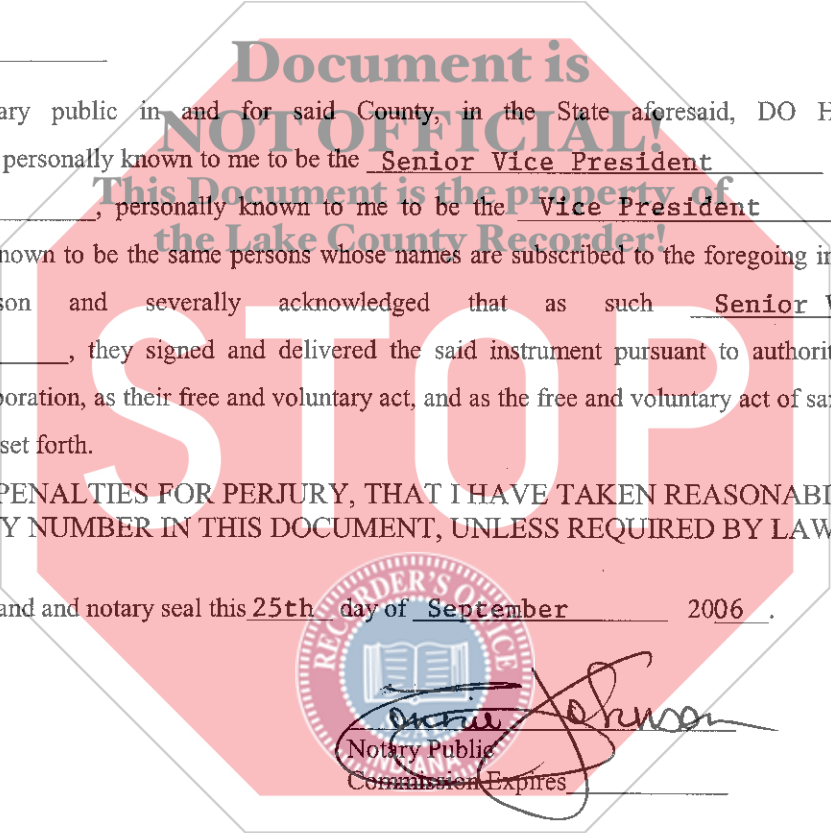 Document is
ary public in and for said County, in the State aforesaid, DO H
NOT OFFICIAL!
personally known to me to be the Senior Vice President
This Document is the property of
, personally known to me to be the Vice President
the Lake County Recorder!
nown to be the same persons whose names are subscribed to the foregoing in
son and severally acknowledged that as such Senior V
STOP
, they signed and delivered the said instrument pursuant to authorit
poration, as their free and voluntary act, and as the free and voluntary act of sa
set forth.
PENALTIES FOR PERJURY, THAT I HAVE TAKEN REASONABL
Y NUMBER IN THIS DOCUMENT, UNLESS REQUIRED BY LAW
RECORDER'S OFFICE
and and notary seal this 25th day of September 2006 .
Johnson
Notary Public
INDIANA
Commission Expires